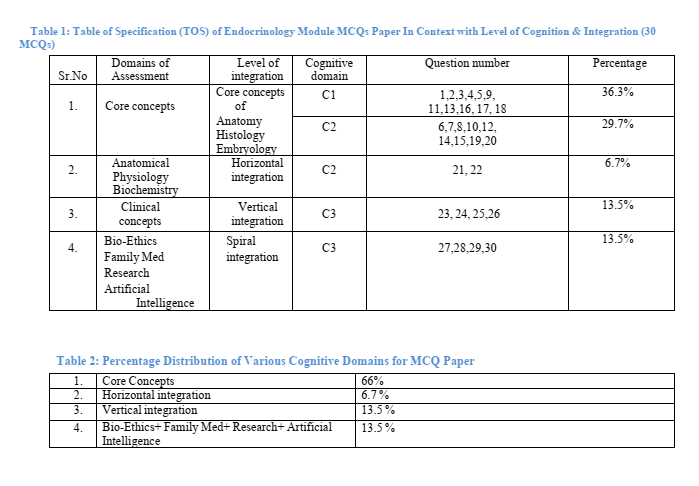 Table 1: Table of Specification (TOS) of Endocrinology Module MCQs Paper In Context with Level of Cognition & Integration (30
MCQs)
Sr.No Domains of Assessment Level of integration Cognitive domain Question number Percentage
1. Core concepts Core concepts of Anatomy Histology Embryology C1 1,2,3,4,5,9, 11,13,16, 17, 18 36.3%
C2 6,7,8,10,12, 14,15,19,20 29.7%
2. Anatomical Physiology Biochemistry Horizontal integration C2 21, 22 6.7%
3. Clinical concepts Vertical integration C3 23, 24, 25,26 13.5%
4. Bio-Ethics Family Med Research Artificial Intelligence Spiral integration C3 27,28,29,30 13.5%
Table 2: Percentage Distribution of Various Cognitive Domains for MCQ Paper
1. Core Concepts 66%
2. Horizontal integration 6.7%
3. Vertical integration 13.5%
4. Bio-Ethics+ Family Med+ Research+ Artificial Intelligence 13.5%